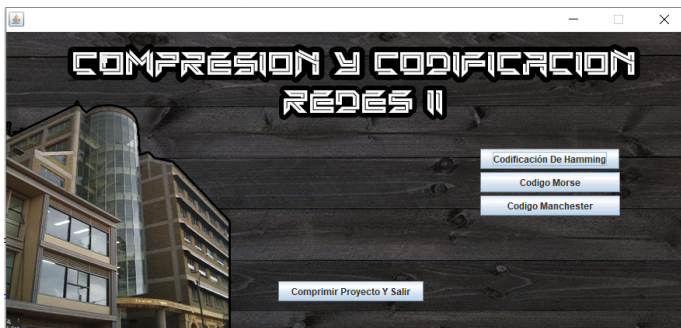 COMPRESION Y CODIFICACION
REDES II
Codificación De Hamming
Codigo Morse
Codigo Manchester
Comprimir Proyecto Y Salir